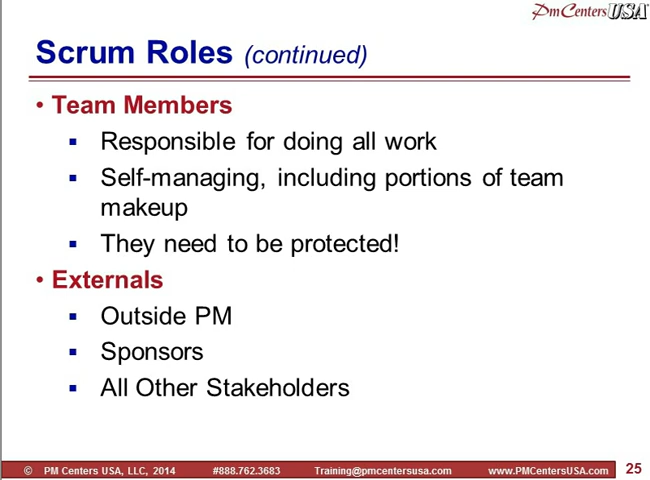 Pm Centers USA
Scrum Roles (continued)
• Team Members
▪ Responsible for doing all work
▪ Self-managing, including portions of team
makeup
▪ They need to be protected!
• Externals
▪ Outside PM
▪ Sponsors
▪ All Other Stakeholders
© PM Centers USA, LLC, 2014 #888.762.3683 Training@pmcentersusa.com www.PMCentersUSA.com 25